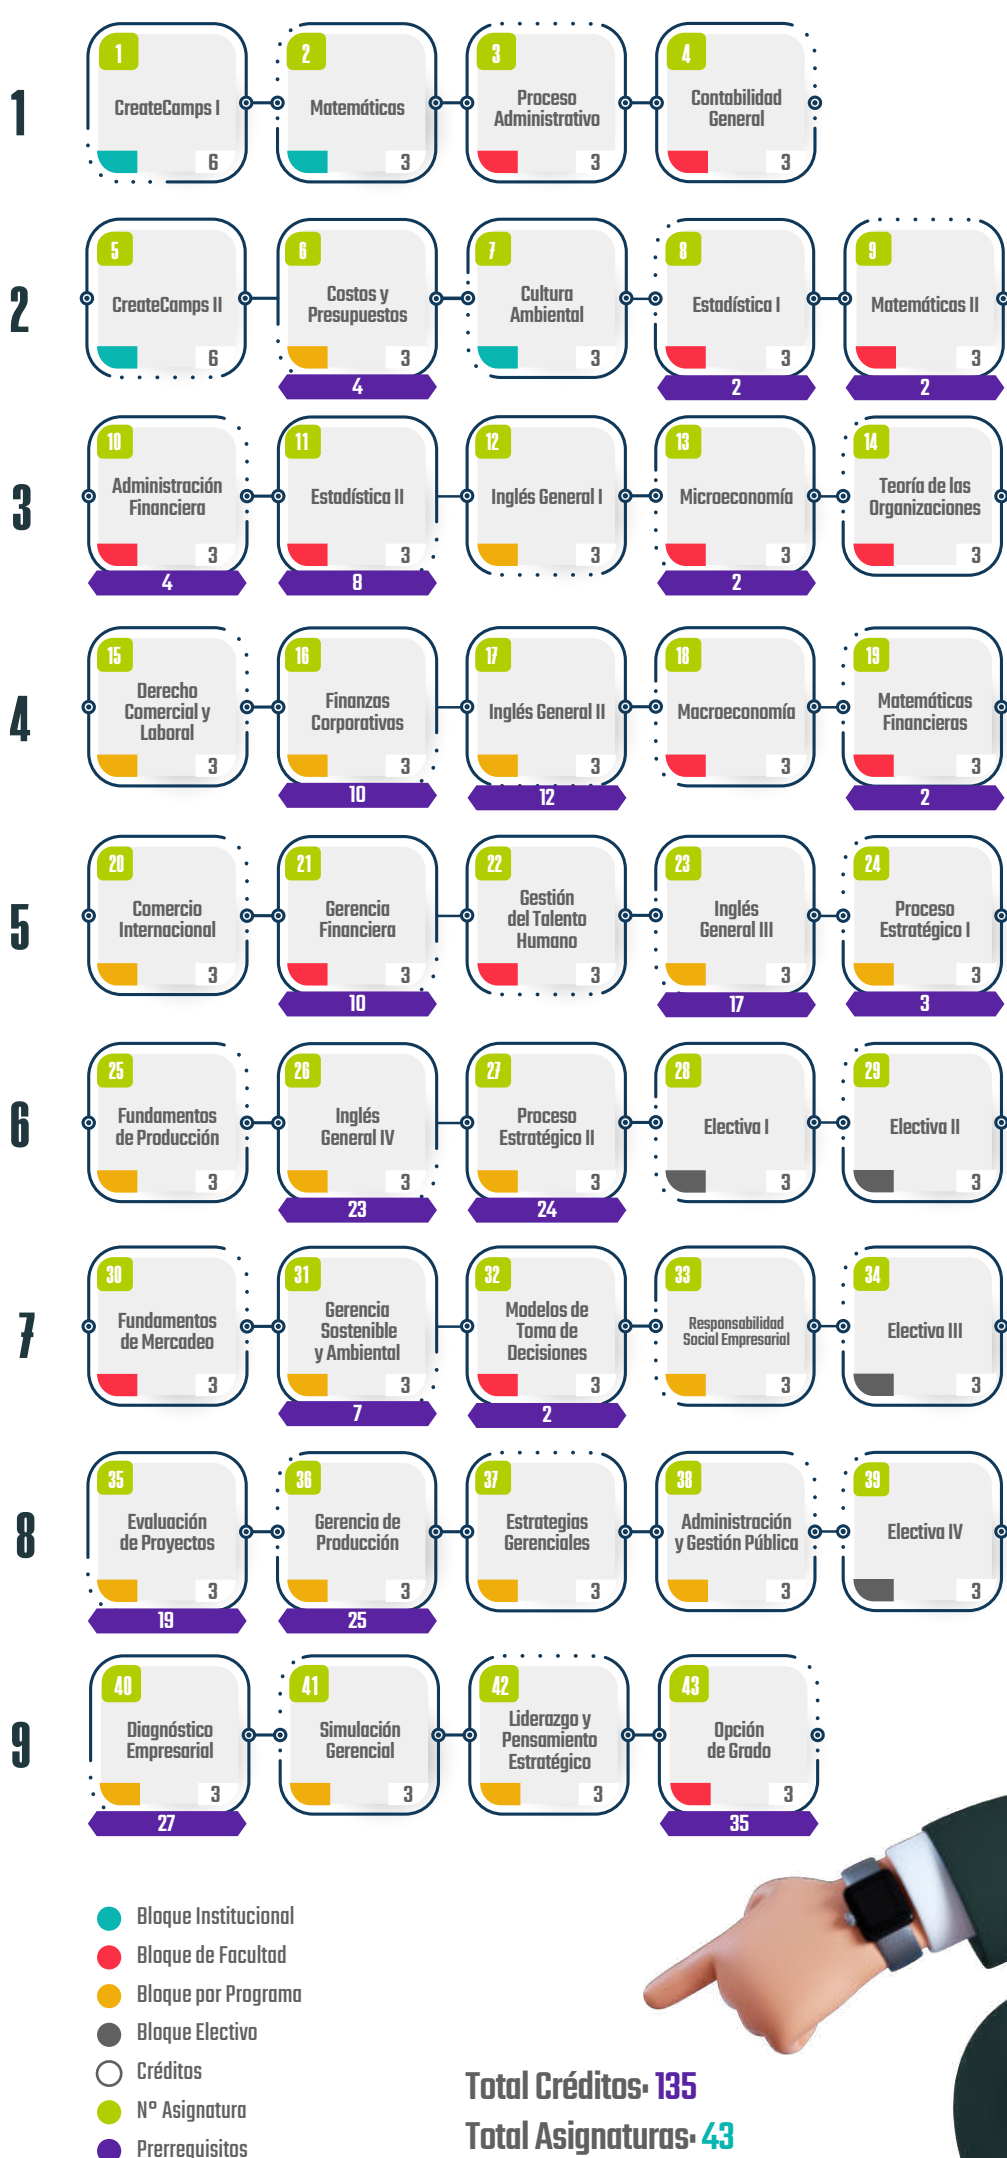 1
1
CreateCamps I
6
2
Matemáticas
3
3
Proceso
Administrativo
3
4
Contabilidad
General
3
2
5
CreateCamps II
6
6
Costos y
Presupuestos
3
4
7
Cultura
Ambiental
3
8
Estadística I
3
2
9
Matemáticas II
3
2
3
10
Administración
Financiera
3
4
11
Estadística II
3
8
12
Inglés General I
3
13
Microeconomía
3
2
14
Teoría de las
Organizaciones
3
4
15
Derecho
Comercial y
Laboral
3
16
Finanzas
Corporativas
3
10
17
Inglés General II
3
12
18
Macroeconomía
3
19
Matemáticas
Financieras
3
2
5
20
Comercio
Internacional
3
21
Gerencia
Financiera
3
10
22
Gestión
del Talento
Humano
3
23
Inglés
General III
3
17
24
Proceso
Estratégico I
3
3
6
25
Fundamentos
de Producción
3
26
Inglés
General IV
3
23
27
Proceso
Estratégico II
3
24
28
Electiva I
3
29
Electiva II
3
7
30
Fundamentos
de Mercadeo
3
31
Gerencia
Sostenible
y Ambiental
3
7
32
Modelos de
Toma de
Decisiones
3
2
33
Responsabilidad
Social Empresarial
3
34
Electiva III
3
8
35
Evaluación
de Proyectos
3
19
36
Gerencia de
Producción
3
25
37
Estrategias
Gerenciales
3
38
Administración
y Gestión Pública
3
39
Electiva IV
3
9
40
Diagnóstico
Empresarial
3
27
41
Simulación
Gerencial
3
42
Liderazgo y
Pensamiento
Estratégico
3
43
Opción
de Grado
3
35
Bloque Institucional
Bloque de Facultad
Bloque por Programa
Bloque Electivo
Créditos
N° Asignatura
Prerrequisitos
Total Créditos: 135
Total Asignaturas: 43